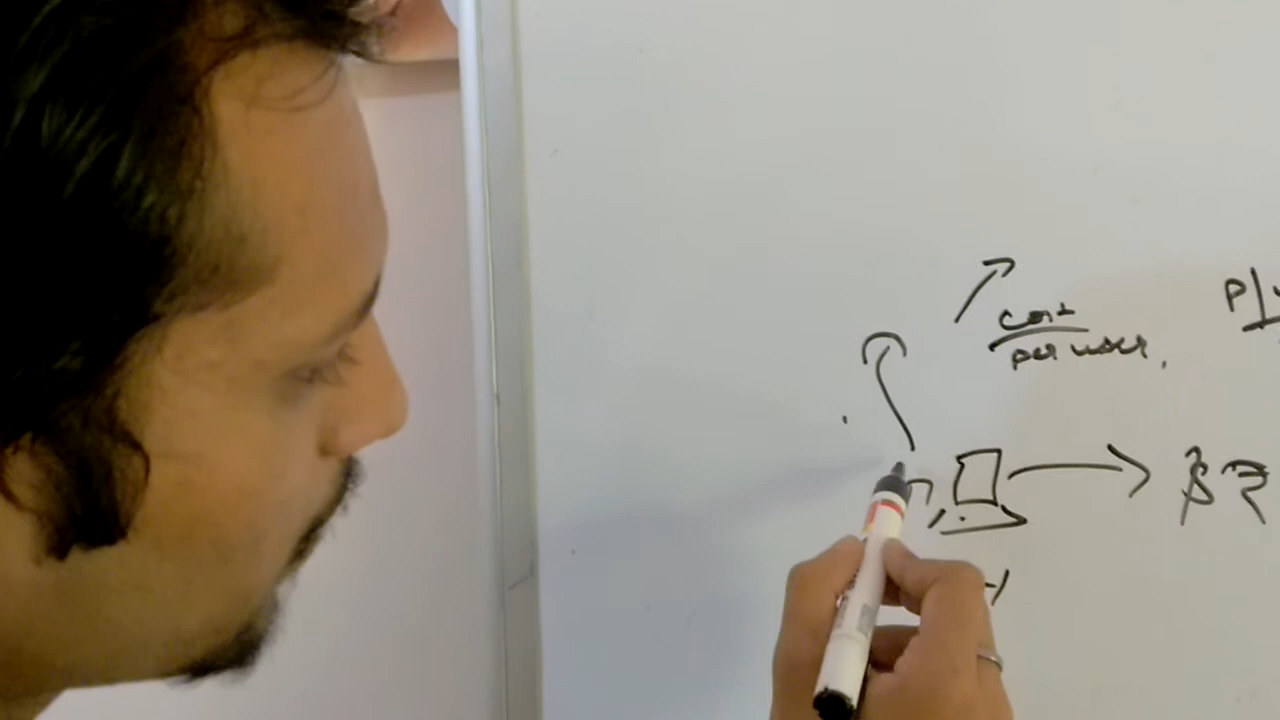 cost
per user.
P/
$ ₹